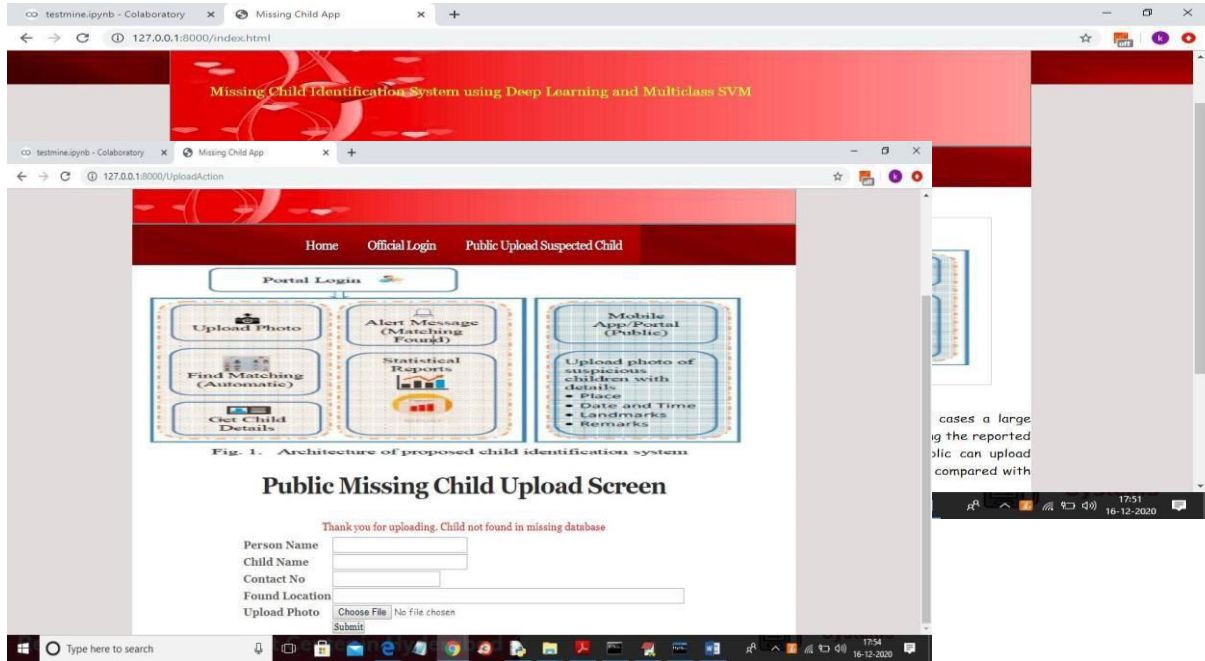 testmine.ipynb - Colaboratory
Missing Child App
127.0.0.1:8000/index.html
off
k
Missing Child Identification System using Deep Learning and Multiclass SVM
testmine.ipynb - Colaboratory
Missing Child App
127.0.0.1:8000/UploadAction
k
Home Official Login Public Upload Suspected Child
Portal Login
Upload Photo
Find Matching
(Automatic)
Get Child
Details
Alert Message
(Matching
Found)
Statistical
Reports
Mobile
App/Portal
(Public)
Upload photo of
suspicious
children with
details
• Place
• Date and Time
• Landmarks
• Remarks
Fig. 1. Architecture of proposed child identification system
cases a large
g the reported
blic can upload
compared with
Public Missing Child Upload Screen
Thank you for uploading. Child not found in missing database
Person Name
Child Name
Contact No
Found Location
Upload Photo Choose File No file chosen
Submit
17:51
16-12-2020
Type here to search
17:54
16-12-2020